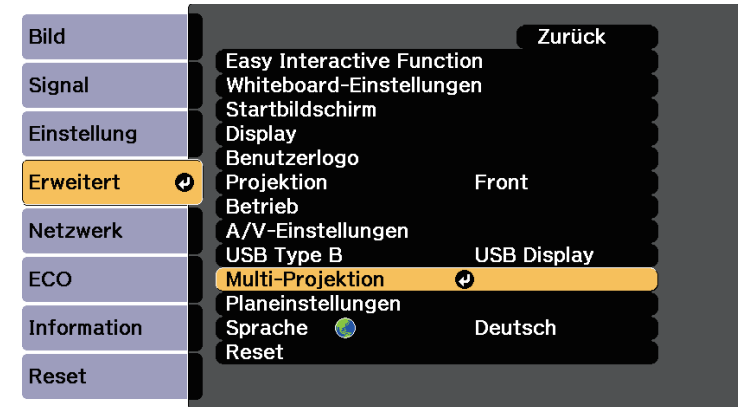 Bild
Signal
Einstellung
Erweitert
Netzwerk
ECO
Information
Reset
Zurück
Easy Interactive Function
Whiteboard-Einstellungen
Startbildschirm
Display
Benutzerlogo
Projektion Front
Betrieb
A/V-Einstellungen
USB Type B USB Display
Multi-Projektion
Planeinstellungen
Sprache Deutsch
Reset